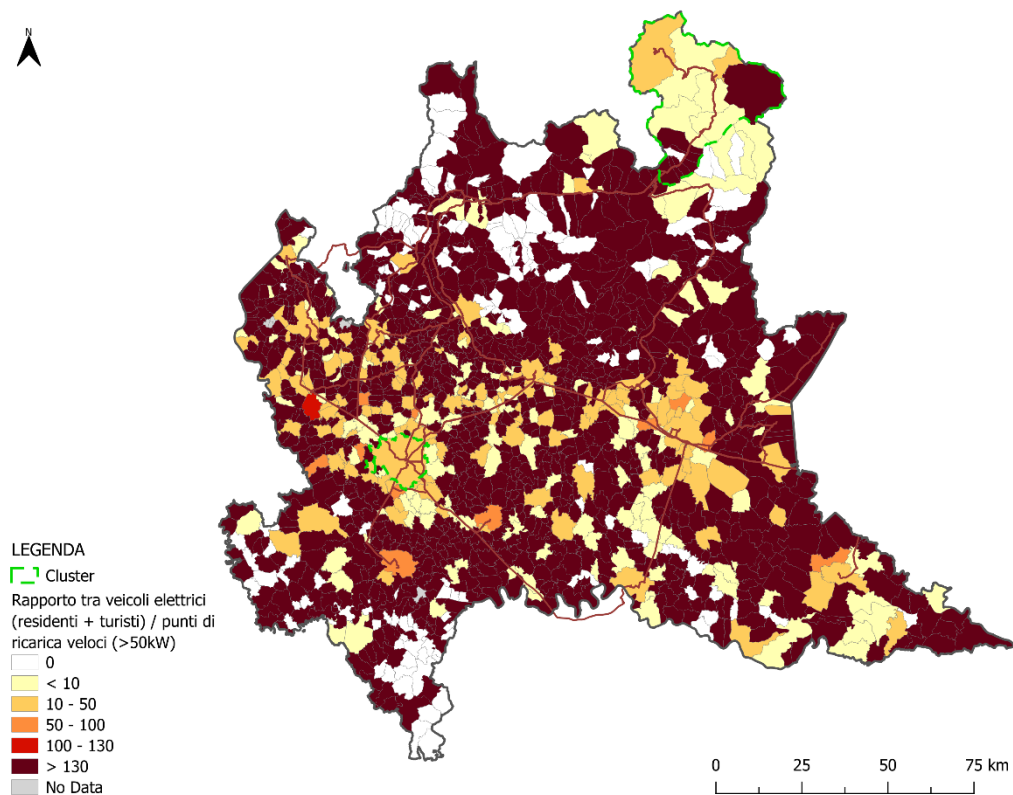 N
LEGENDA
Cluster
Rapporto tra veicoli elettrici
(residenti + turisti) / punti di
ricarica veloci (>50kW)
0
< 10
10 - 50
50 - 100
100 - 130
> 130
No Data
0 25 50 75 km